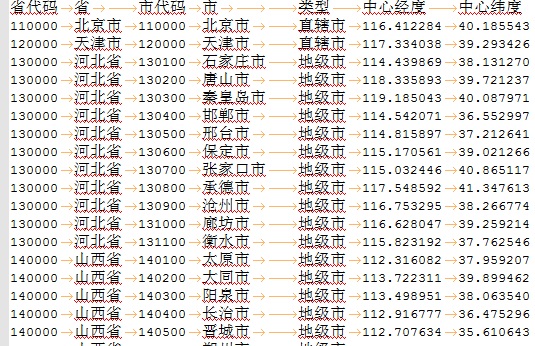 省代码 省 市代码 市 类型 中心经度 中心纬度
110000 北京市 110000 北京市 直辖市 116.412284 40.185543
120000 天津市 120000 天津市 直辖市 117.334038 39.293426
130000 河北省 130100 石家庄市 地级市 114.439869 38.131270
130000 河北省 130200 唐山市 地级市 118.335893 39.721237
130000 河北省 130300 秦皇岛市 地级市 119.185043 40.087971
130000 河北省 130400 邯郸市 地级市 114.542071 36.552997
130000 河北省 130500 邢台市 地级市 114.815897 37.212641
130000 河北省 130600 保定市 地级市 115.170561 39.021266
130000 河北省 130700 张家口市 地级市 115.032446 40.865117
130000 河北省 130800 承德市 地级市 117.548592 41.347613
130000 河北省 130900 沧州市 地级市 116.753295 38.266774
130000 河北省 131000 廊坊市 地级市 116.628047 39.259214
130000 河北省 131100 衡水市 地级市 115.823192 37.762546
140000 山西省 140100 太原市 地级市 112.316082 37.959207
140000 山西省 140200 大同市 地级市 113.722311 39.899462
140000 山西省 140300 阳泉市 地级市 113.498951 38.063540
140000 山西省 140400 长治市 地级市 112.916777 36.475296
140000 山西省 140500 晋城市 地级市 112.707634 35.610643